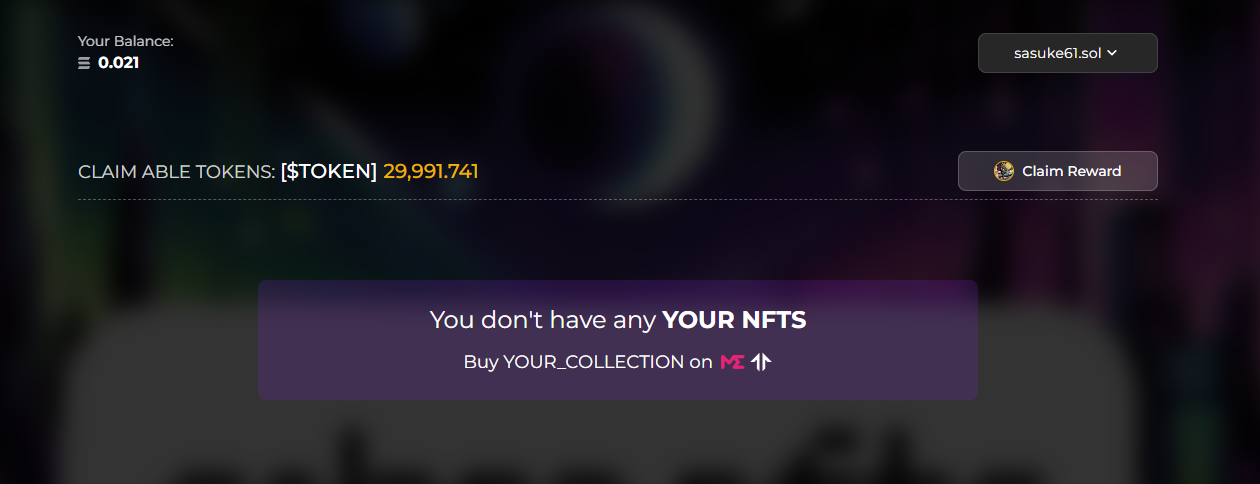 Your Balance:
0.021
sasuke61.sol
CLAIM ABLE TOKENS: [$TOKEN] 29,991.741
Claim Reward
You don't have any YOUR NFTS
Buy YOUR_COLLECTION on ME